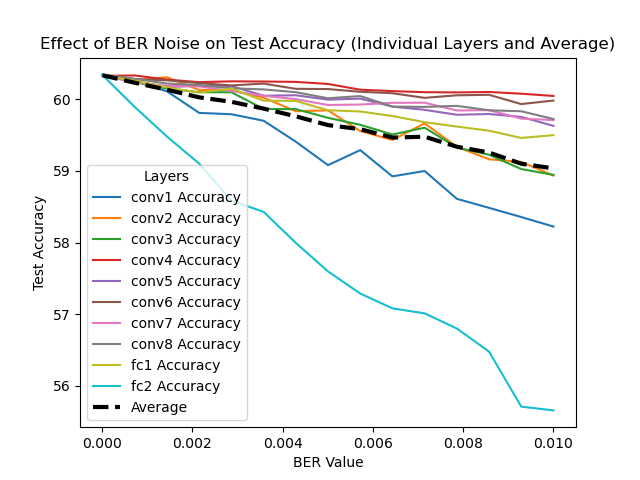 Effect of BER Noise on Test Accuracy (Individual Layers and Average)
60
59
58
57
56
Test Accuracy
Layers
conv1 Accuracy
conv2 Accuracy
conv3 Accuracy
conv4 Accuracy
conv5 Accuracy
conv6 Accuracy
conv7 Accuracy
conv8 Accuracy
fc1 Accuracy
fc2 Accuracy
Average
0.000 0.002 0.004 0.006 0.008 0.010
BER Value